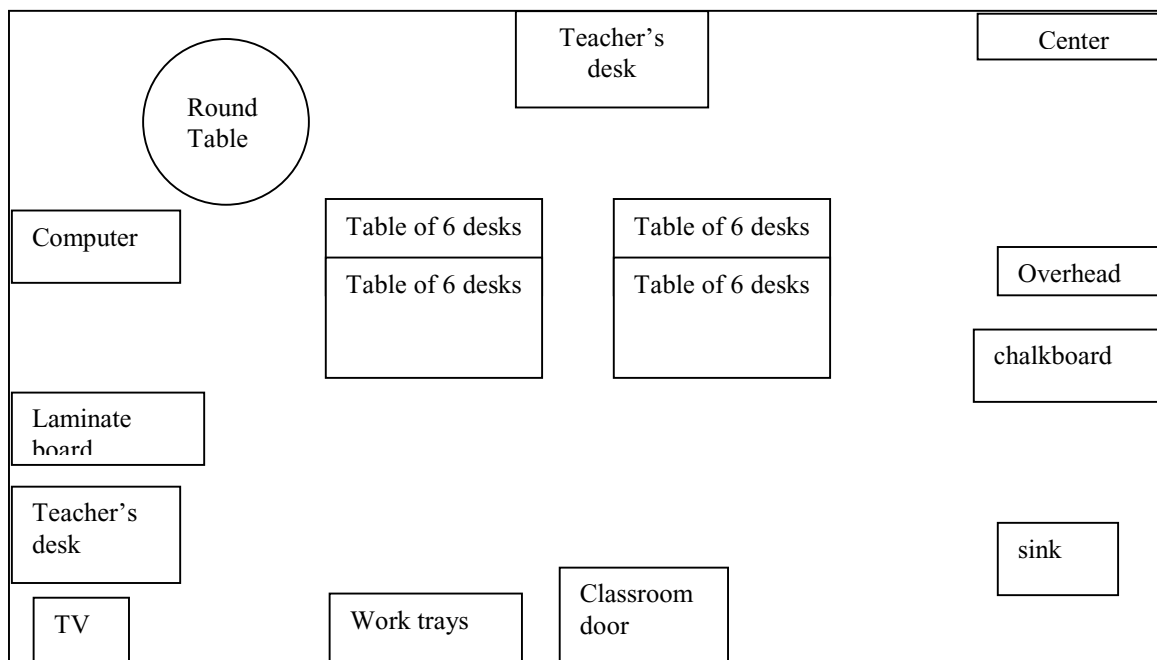 Teacher's
desk
Center
Round
Table
Computer
Table of 6 desks
Table of 6 desks
Table of 6 desks
Table of 6 desks
Overhead
chalkboard
Laminate
board
Teacher's
desk
sink
TV
Work trays
Classroom
door